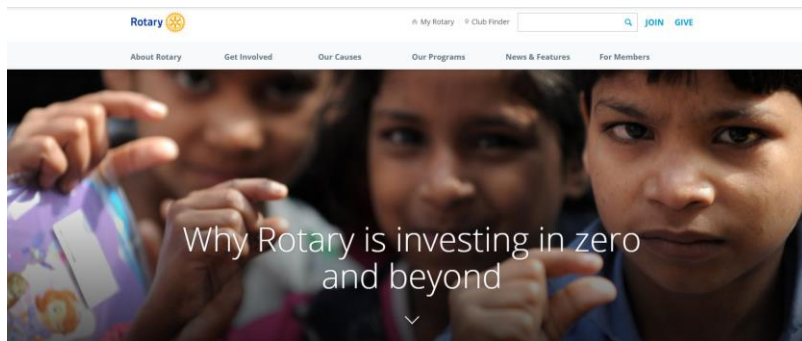 Rotary
My Rotary Club Finder
JOIN GIVE
About Rotary Get Involved Our Causes Our Programs News & Features For Members
Why Rotary is investing in zero
and beyond